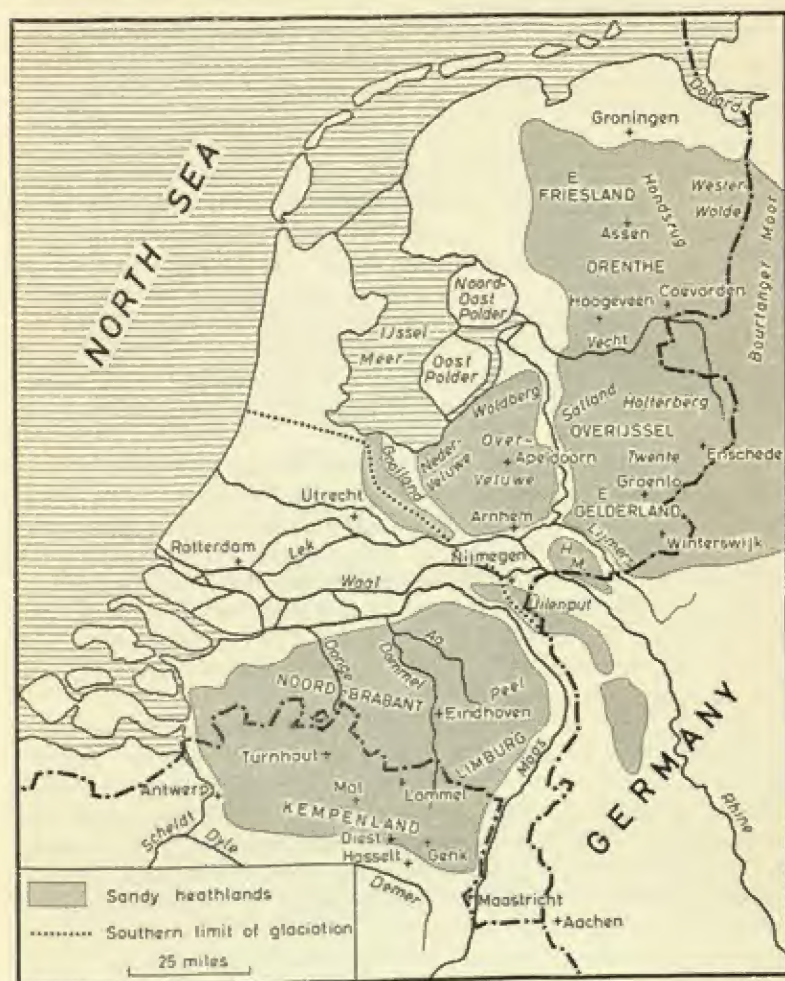 NORTH SEA
Dollard
Groningen
E
FRIESLAND
Hondsrug
Wester
Wolde
Assen
Bourtanger Moor
DRENTHE
Coevorden
Hoogeveen
Noord-
Oost
Polder
IJssel
Meer
Oost
Polder
Vecht
Woldberg
Salland
Holterberg
OVERIJSSEL
Over-
Veluwe
Neder-
Veluwe
Apeldoorn
Twente
Enschede
Gooiland
Groenlo
E
GELDERLAND
Utrecht
Arnhem
Lijmers
Winterswijk
Rotterdam
Lek
Nijmegen
H.
M.
Waal
Uilenput
Donge
Dommel
Aa
NOORD-BRABANT
Peel
Eindhoven
GERMANY
Turnhout
LIMBURG
Maas
Antwerp
Mol
Lommel
Rhine
KEMPENLAND
Scheldt
Dyle
Diest
Hasselt
Genk
Demer
Maastricht
Aachen
Sandy heathlands
Southern limit of glaciation
25 miles